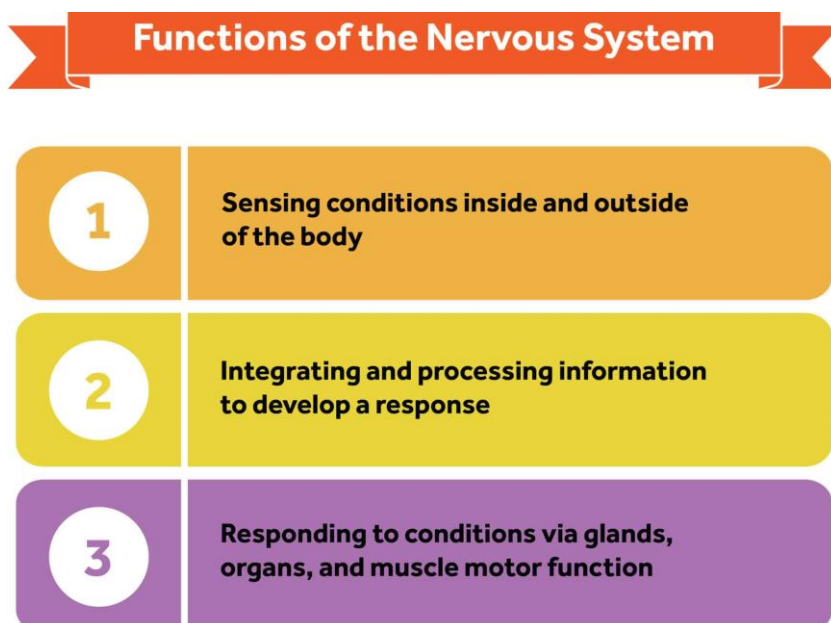 Functions of the Nervous System
1
Sensing conditions inside and outside
of the body
2
Integrating and processing information
to develop a response
3
Responding to conditions via glands,
organs, and muscle motor function